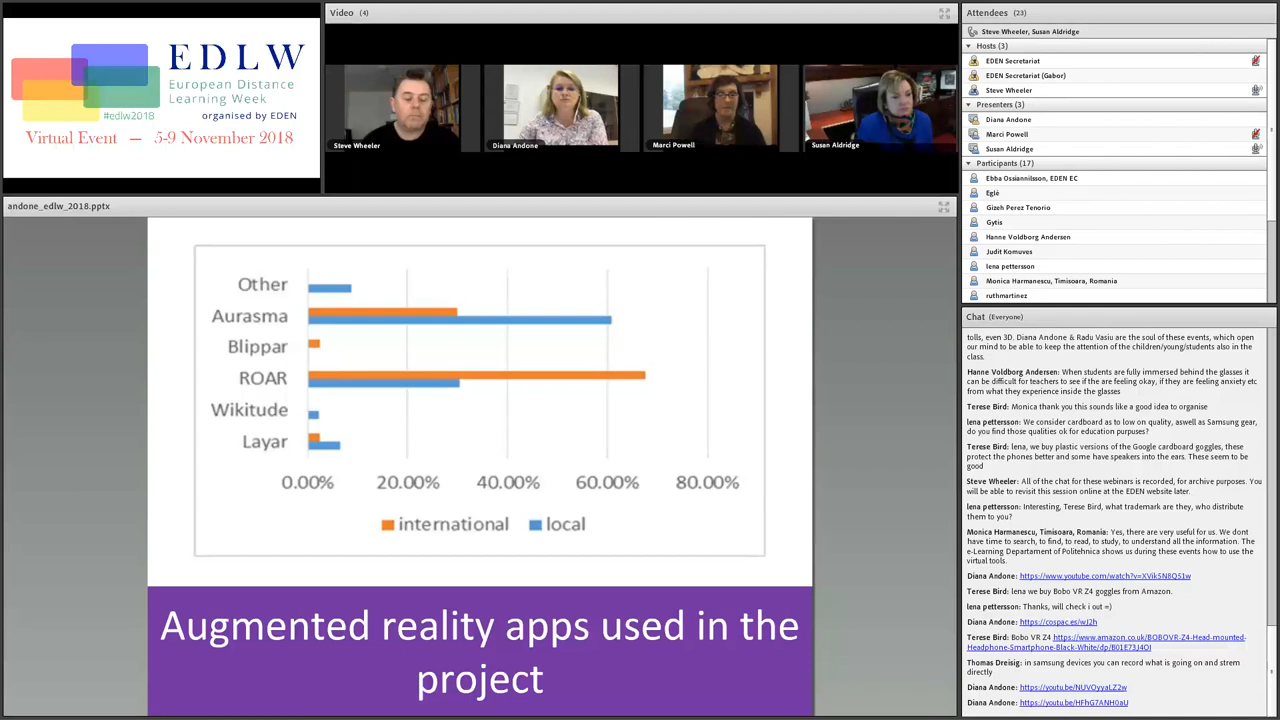 EDLW
European Distance
Learning Week
#edlw2018
organised by EDEN
Virtual Event — 5-9 November 2018
Video (4)
Steve Wheeler
Diana Andone
Marci Powell
Susan Aldridge
andone_edlw_2018.pptx
Other
Aurasma
Blippar
ROAR
Wikitude
Layar
0.00% 20.00% 40.00% 60.00% 80.00%
international local
Augmented reality apps used in the
project
Attendees (23)
Steve Wheeler, Susan Aldridge
Hosts (3)
EDEN Secretariat
EDEN Secretariat (Gabor)
Steve Wheeler
Presenters (3)
Diana Andone
Marci Powell
Susan Aldridge
Participants (17)
Ebba Ossiannilsson, EDEN EC
Eglė
Gizeh Perez Tenorio
Gytis
Hanne Voldborg Andersen
Judit Komuves
lena pettersson
Monica Harmanescu, Timisoara, Romania
ruthmartinez
Chat (Everyone)
tolls, even 3D. Diana Andone & Radu Vasiu are the soul of these events, which open
our mind to be able to keep the attention of the children/young/students also in the
class.
Hanne Voldborg Andersen: When students are fully immersed behind the glasses it
can be difficult for teachers to see if the are feeling okay, if they are feeling anxiety etc
from what they experience inside the glasses
Terese Bird: Monica thank you this sounds like a good idea to organise
lena pettersson: We consider cardboard as to low on quality, aswell as Samsung gear,
do you find those qualities ok for education purpuses?
Terese Bird: lena, we buy plastic versions of the Google cardboard goggles, these
protect the phones better and some have speakers into the ears. These seem to be
good
Steve Wheeler: All of the chat for these webinars is recorded, for archive purposes. You
will be able to revisit this session online at the EDEN website later.
lena pettersson: Interesting, Terese Bird, what trademark are they, who distribute
them to you?
Monica Harmanescu, Timisoara, Romania: Yes, there are very useful for us. We dont
have time to search, to find, to read, to study, to understand all the information. The
e-Learning Departament of Politehnica shows us during these events how to use the
virtual tools.
Diana Andone: https://www.youtube.com/watch?v=XVik5N8Q51w
Terese Bird: lena we buy Bobo VR Z4 goggles from Amazon.
lena pettersson: Thanks, will check i out =)
Diana Andone: https://cospac.es/wJ2h
Terese Bird: Bobo VR Z4 https://www.amazon.co.uk/BOBOVR-Z4-Head-mounted-
Headphone-Smartphone-Black-White/dp/B01E73J4OI
Thomas Dreisig: in samsung devices you can record what is going on and strem
directly
Diana Andone: https://youtu.be/NUVOyyaLZ2w
Diana Andone: https://youtu.be/HFhG7ANH0aU